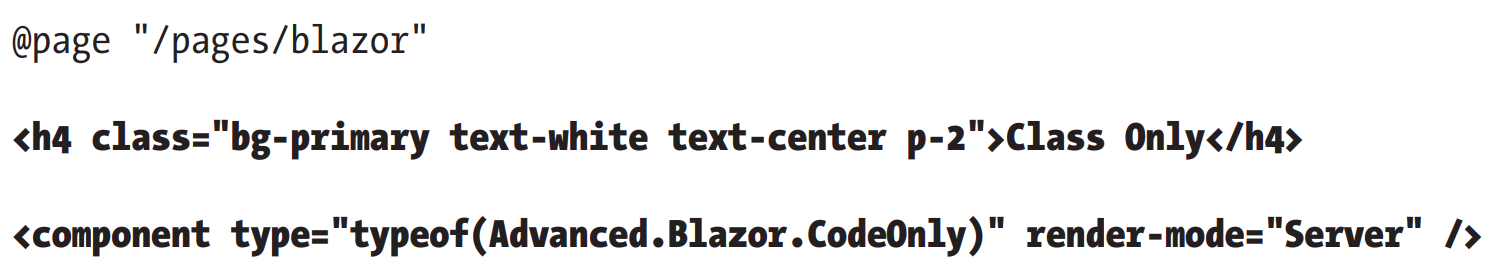 @page "/pages/blazor"
<h4 class="bg-primary text-white text-center p-2">Class Only</h4>
<component type="typeof(Advanced.Blazor.CodeOnly)" render-mode="Server" />